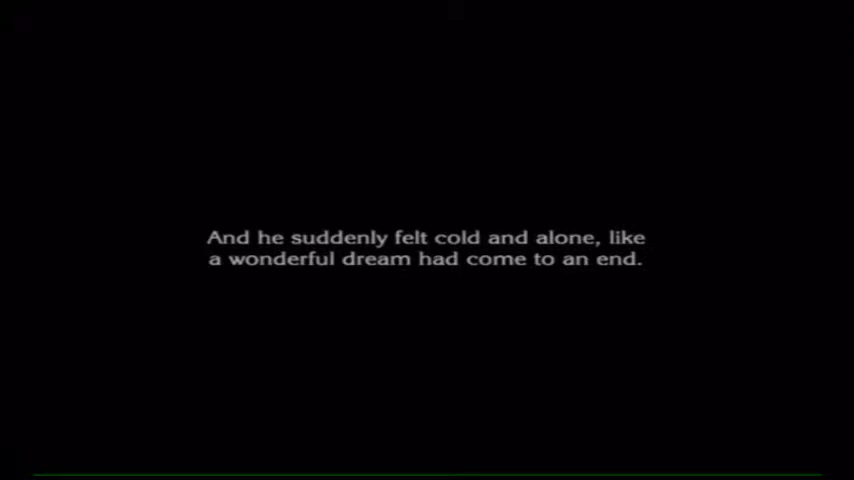 And he suddenly felt cold and alone, like
a wonderful dream had come to an end.